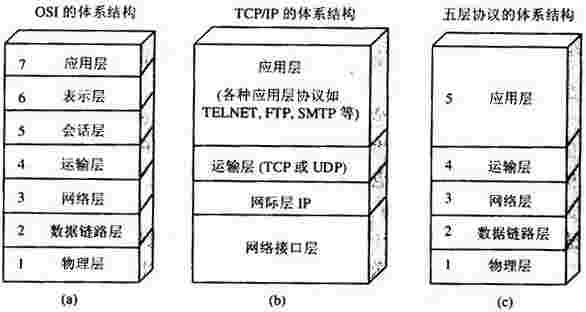 OSI 的体系结构
7 应用层
6 表示层
5 会话层
4 运输层
3 网络层
2 数据链路层
1 物理层
(a)
TCP/IP 的体系结构
应用层
(各种应用层协议如
TELNET, FTP, SMTP 等)
运输层 (TCP 或 UDP)
网际层 IP
网络接口层
(b)
五层协议的体系结构
5 应用层
4 运输层
3 网络层
2 数据链路层
1 物理层
(c)